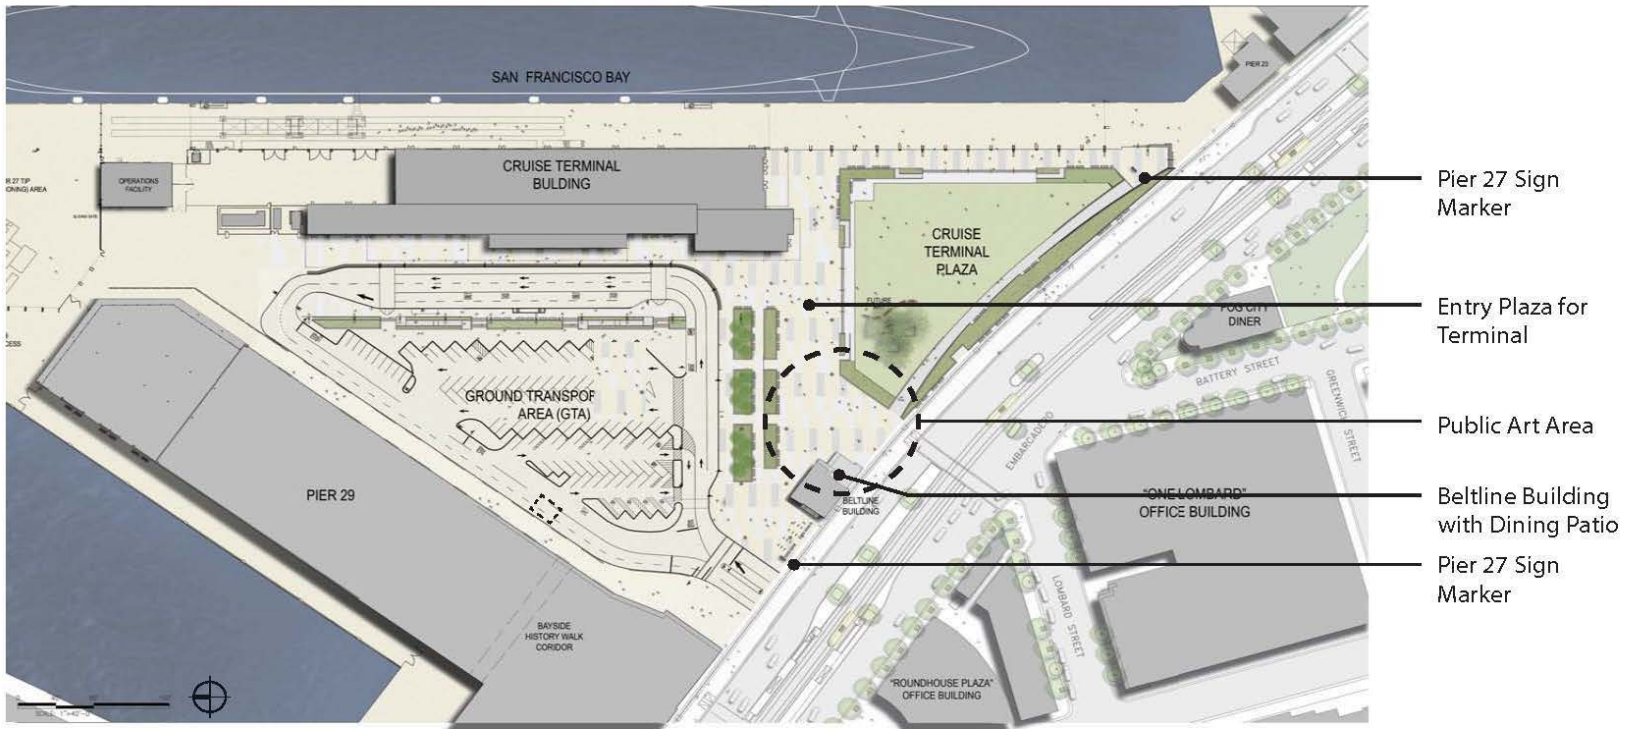 SAN FRANCISCO BAY
PIER 23
CRUISE TERMINAL
BULDING
OPERATIONS
FACILITY
CRUISE
TERMINAL
PLAZA
FUTURE
FOG CITY
DINER
BATTERY STREET
GREENWICH
STREET
EMBARCADERO
GROUND TRANSPOR
AREA (GTA)
PIER 29
BELTLINE
BUILDING
"ONE LOMBARD"
OFFICE BUILDING
LOMBARD STREET
BAYSIDE
HISTORY WALK
CORIDOR
"ROUNDHOUSE PLAZA"
OFFICE BUILDING
Pier 27 Sign
Marker
Entry Plaza for
Terminal
Public Art Area
Beltline Building
with Dining Patio
Pier 27 Sign
Marker